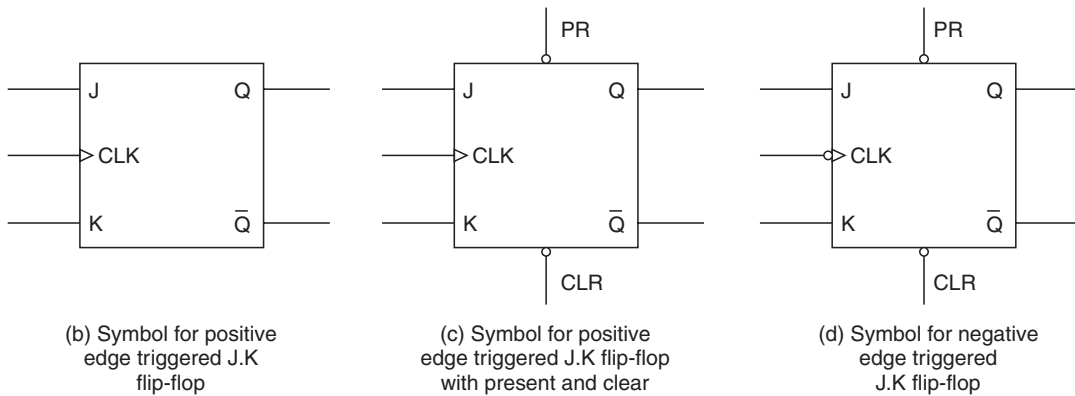 J
Q
CLK
K
Q̅
(b) Symbol for positive
edge triggered J.K
flip-flop
PR
J
Q
CLK
K
Q̅
CLR
(c) Symbol for positive
edge triggered J.K flip-flop
with present and clear
PR
J
Q
CLK
K
Q̅
CLR
(d) Symbol for negative
edge triggered
J.K flip-flop